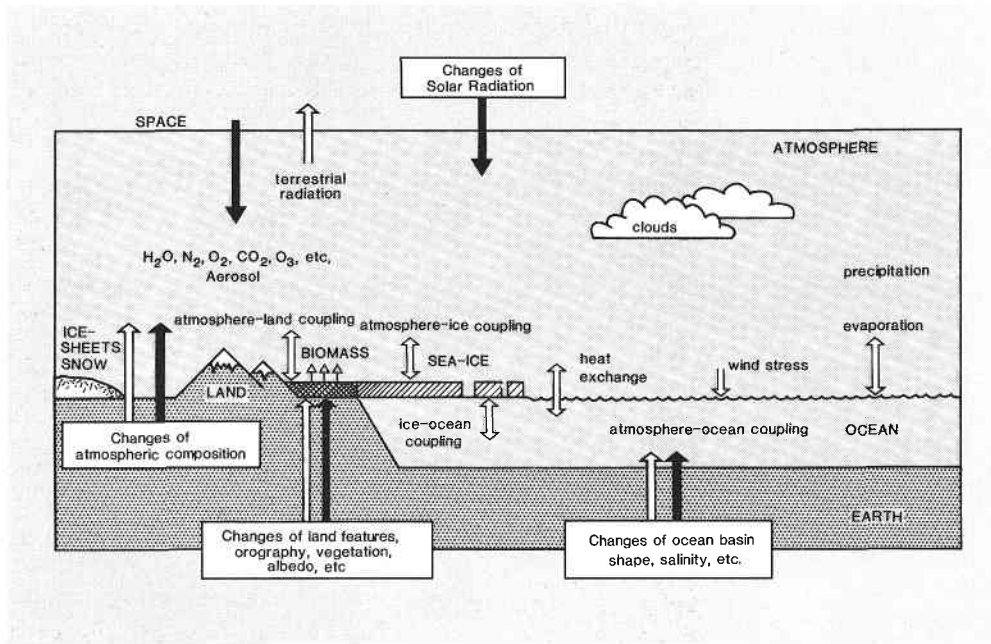 Changes of
Solar Radiation
SPACE
ATMOSPHERE
terrestrial
radiation
clouds
H₂O, N₂, O₂, CO₂, O₃, etc,
Aerosol
precipitation
atmosphere-land coupling
atmosphere-ice coupling
evaporation
ICE-
SHEETS
SNOW
BIOMASS
SEA-ICE
heat
exchange
wind stress
LAND
ice-ocean
coupling
atmosphere-ocean coupling
OCEAN
Changes of
atmospheric composition
EARTH
Changes of land features,
orography, vegetation,
albedo, etc
Changes of ocean basin
shape, salinity, etc.